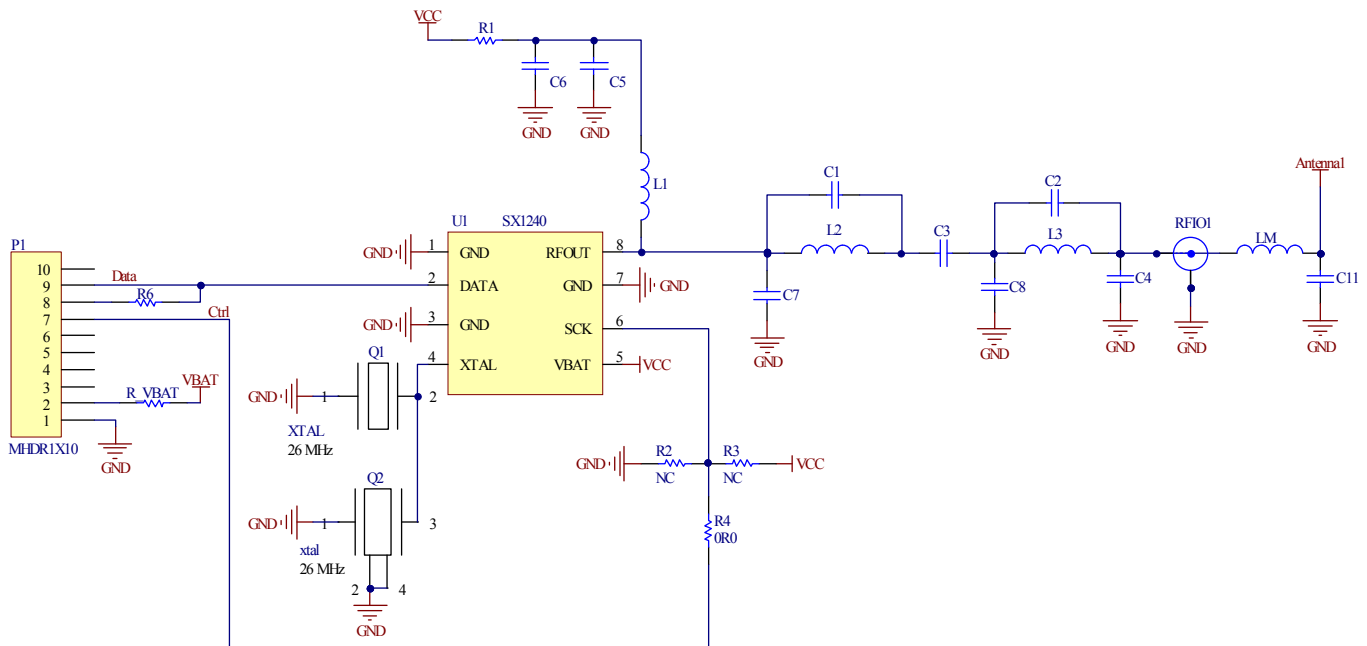 VCC
R1
C6
C5
GND
GND
L1
C1
L2
C3
C2
L3
RFIO1
LM
Antenna1
C7
GND
C8
GND
C4
GND
GND
C11
GND
U1
SX1240
GND
1
GND
RFOUT
8
2
DATA
GND
7
GND
GND
3
GND
SCK
6
4
XTAL
VBAT
5
VCC
P1
10
9
8
7
6
5
4
3
2
1
MHDR1X10
Data
R6
Ctrl
R_VBAT
VBAT
GND
Q1
GND
1
2
XTAL
26 MHz
Q2
GND
1
3
xtal
26 MHz
2
4
GND
GND
R2
NC
R3
NC
VCC
R4
0R0